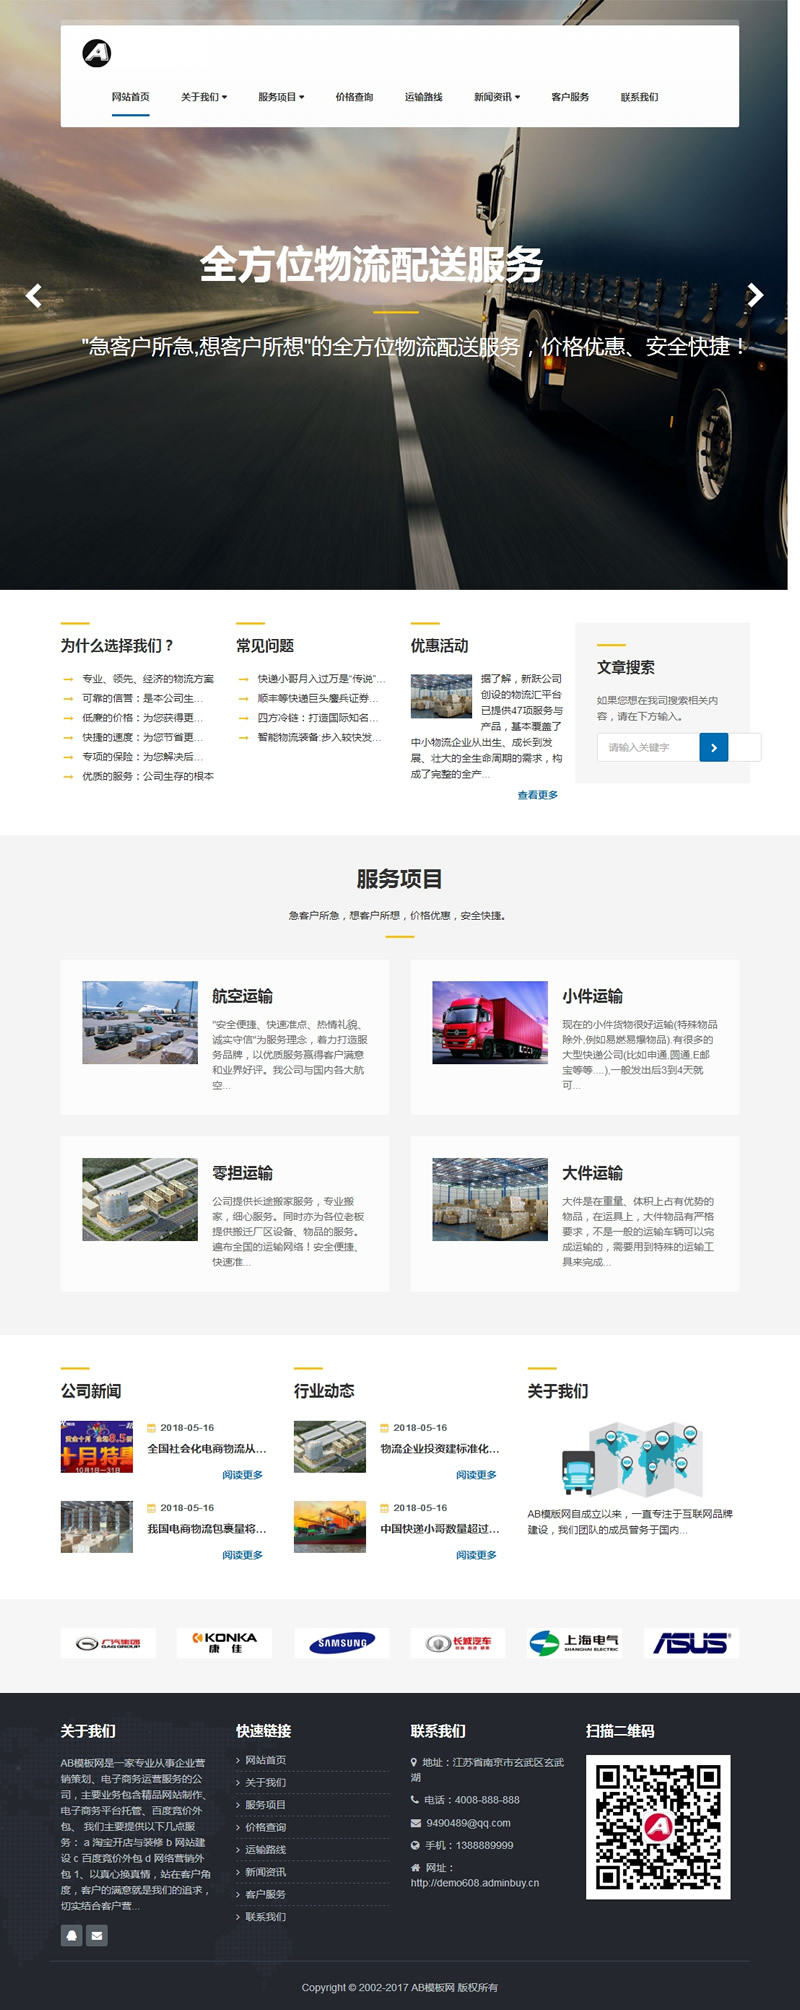 A
网站首页 关于我们 服务项目 价格查询 运输路线 新闻资讯 客户服务 联系我们
全方位物流配送服务
"急客户所急,想客户所想"的全方位物流配送服务，价格优惠、安全快捷！
为什么选择我们？
专业、领先、经济的物流方案
可靠的信誉：是本公司生...
低廉的价格：为您获得更...
快捷的速度：为您节省更...
专项的保险：为您解决后...
优质的服务：公司生存的根本
常见问题
快递小哥月入过万是“传说”...
顺丰等快递巨头鏖兵证券...
四方冷链：打造国际知名...
智能物流装备:步入较快发...
优惠活动
据了解，新跃公司
创设的物流汇平台
已提供47项服务与
产品，基本覆盖了
中小物流企业从出生、成长到发
展、壮大的全生命周期的需求，构
成了完整的全产...
查看更多
文章搜索
如果您想在我司搜索相关内
容，请在下方输入。
请输入关键字
服务项目
急客户所急，想客户所想，价格优惠，安全快捷。
航空运输
"安全便捷、快速准点、热情礼貌、
诚实守信"为服务理念，着力打造服
务品牌，以优质服务赢得客户满意
和业界好评。我公司与国内各大航
空...
小件运输
现在的小件货物很好运输(特殊物品
除外,例如易燃易爆物品).有很多的
大型快递公司(比如申通,圆通,E邮
宝等等....),一般发出后3到4天就
可...
零担运输
公司提供长途搬家服务，专业搬
家，细心服务。同时亦为各位老板
提供搬迁厂区设备、物品的服务。
遍布全国的运输网络！安全便捷、
快速准...
大件运输
大件是在重量、体积上占有优势的
物品，在运具上，大件物品有严格
要求，不是一般的运输车辆可以完
成运输的，需要用到特殊的运输工
具来完成...
公司新闻
十月特惠
10月1日—31日
2018-05-16
全国社会化电商物流从...
阅读更多
2018-05-16
我国电商物流包裹量将...
阅读更多
行业动态
2018-05-16
物流企业投资建标准化...
阅读更多
2018-05-16
中国快递小哥数量超过...
阅读更多
关于我们
AB模版网自成立以来，一直专注于互联网品牌
建设，我们团队的成员曾务于国内...
广汽集团
GAG GROUP
KONKA
康佳
SAMSUNG
长城汽车
上海电气
SHANGHAI ELECTRIC
ASUS
关于我们
AB模板网是一家专业从事企业营
销策划、电子商务运营服务的公
司，主要业务包含精品网站制作、
电子商务平台托管、百度竞价外
包、 我们主要提供以下几点服
务： a 淘宝开店与装修 b 网站建
设 c 百度竞价外包 d 网络营销外
包 1、以真心换真情，站在客户角
度，客户的满意就是我们的追求，
切实结合客户营...
快速链接
网站首页
关于我们
服务项目
价格查询
运输路线
新闻资讯
客户服务
联系我们
联系我们
地址：江苏省南京市玄武区玄武
湖
电话：4008-888-888
9490489@qq.com
手机：1388889999
网址：
http://demo608.adminbuy.cn
扫描二维码
A
Copyright © 2002-2017 AB模板网 版权所有